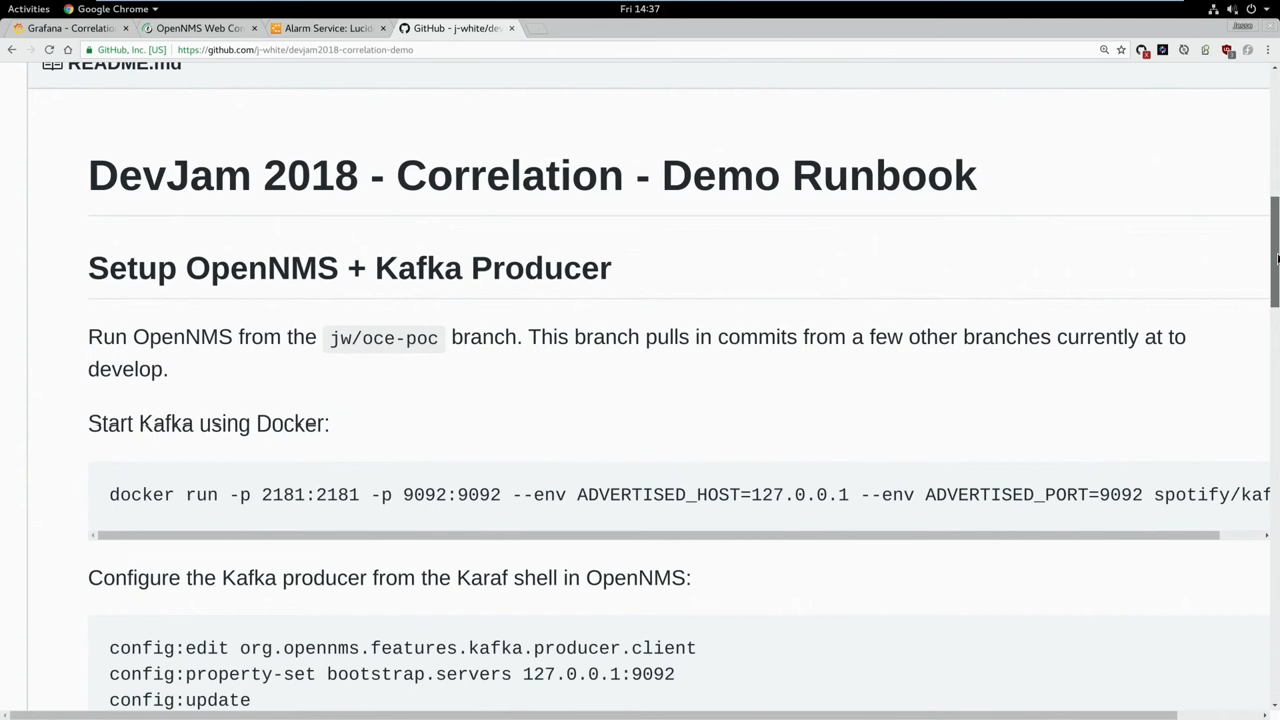 Activities
Google Chrome
Fri 14:37
Grafana - Correlatio
OpenNMS Web Con
Alarm Service: Lucid
GitHub - j-white/dev
Jesse
GitHub, Inc. [US]
https://github.com/j-white/devjam2018-correlation-demo
README.md
DevJam 2018 - Correlation - Demo Runbook
Setup OpenNMS + Kafka Producer
Run OpenNMS from the jw/oce-poc branch. This branch pulls in commits from a few other branches currently at to
develop.
Start Kafka using Docker:
docker run -p 2181:2181 -p 9092:9092 --env ADVERTISED_HOST=127.0.0.1 --env ADVERTISED_PORT=9092 spotify/kaf
Configure the Kafka producer from the Karaf shell in OpenNMS:
config:edit org.opennms.features.kafka.producer.client
config:property-set bootstrap.servers 127.0.0.1:9092
config:update